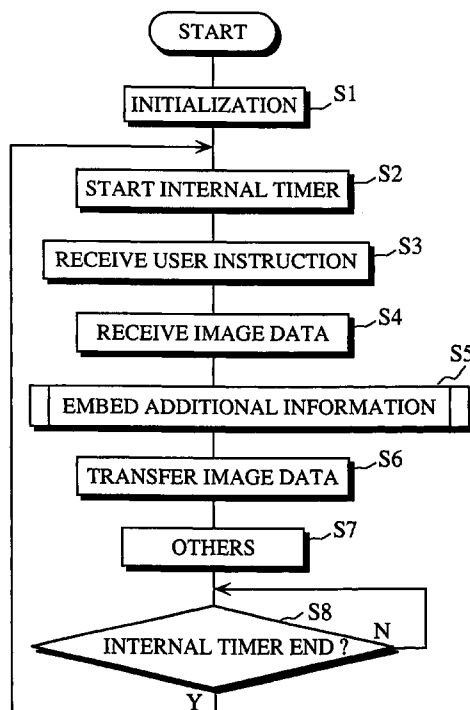 START
INITIALIZATION S1
START INTERNAL TIMER S2
RECEIVE USER INSTRUCTION S3
RECEIVE IMAGE DATA S4
EMBED ADDITIONAL INFORMATION S5
TRANSFER IMAGE DATA S6
OTHERS S7
S8
INTERNAL TIMER END ? N
Y